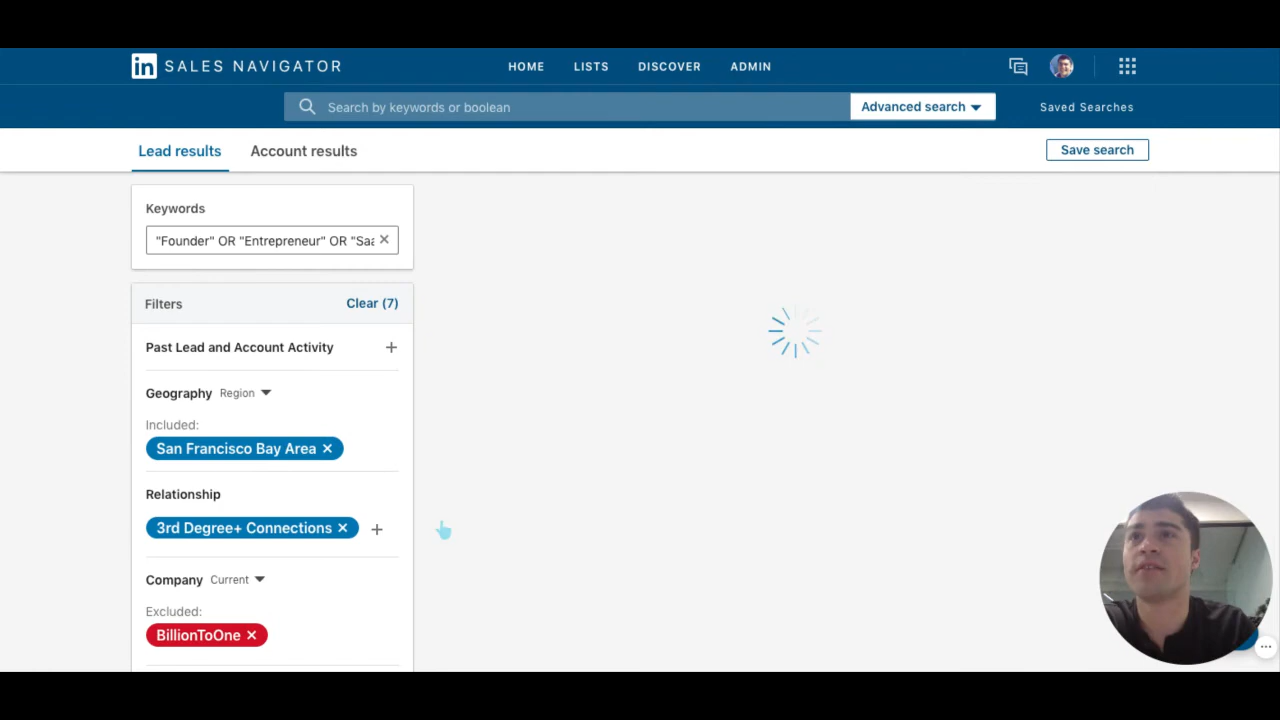 in SALES NAVIGATOR HOME LISTS DISCOVER ADMIN
Search by keywords or boolean Advanced search Saved Searches
Lead results Account results Save search
Keywords
"Founder" OR "Entrepreneur" OR "Saa
Filters Clear (7)
Past Lead and Account Activity
Geography Region
Included:
San Francisco Bay Area
Relationship
3rd Degree+ Connections
Company Current
Excluded:
BillionToOne